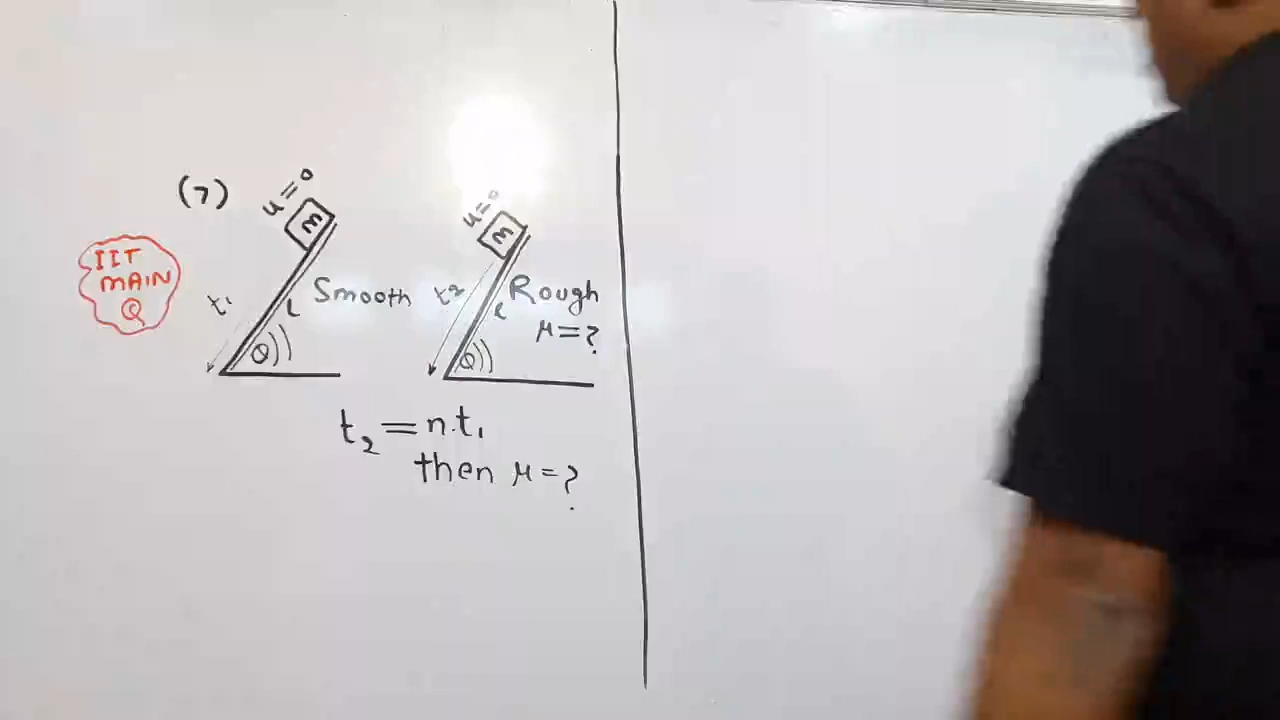 (7)
IIT
MAIN
Q
u=0
m
t1
L
Smooth
θ
u=0
m
t2
L
Rough
μ=?
θ
t₂=n.t₁
then μ=?